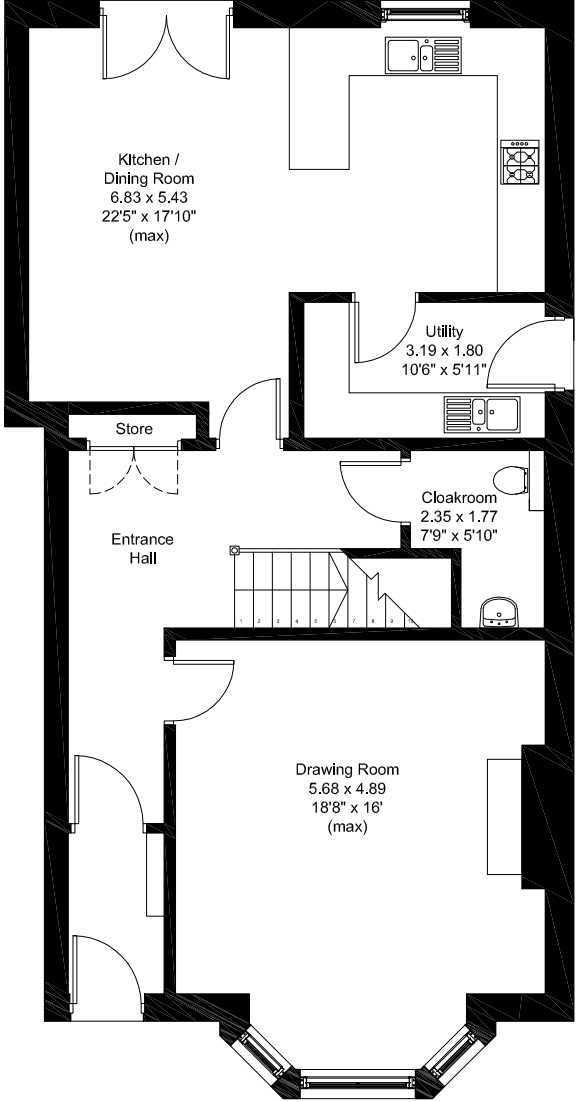 Kitchen /
Dining Room
6.83 x 5.43
22'5" x 17'10"
(max)
Utility
3.19 x 1.80
10'6" x 5'11"
Store
Cloakroom
2.35 x 1.77
7'9" x 5'10"
Entrance
Hall
1 2 3 4 5 6 7 8 9 10
Drawing Room
5.68 x 4.89
18'8" x 16'
(max)